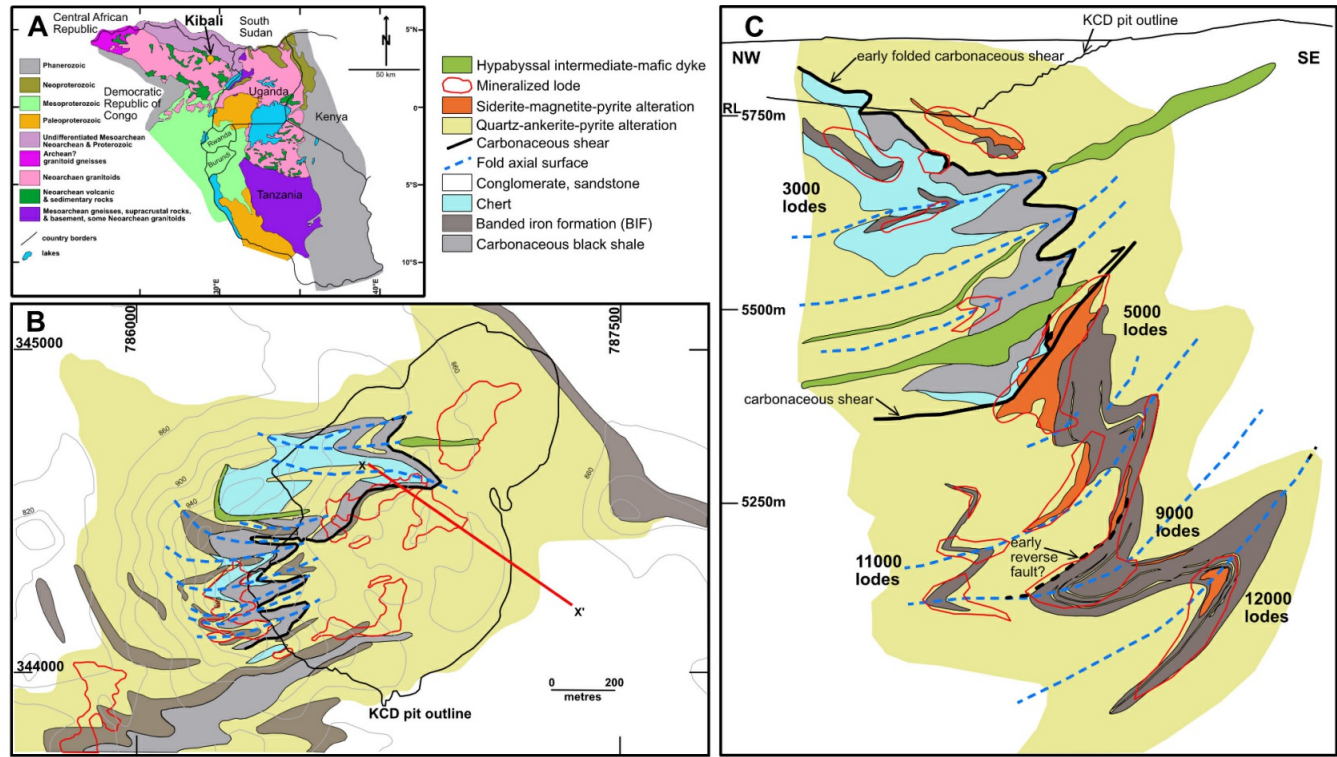 A
Central African
Republic
Kibali
South
Sudan
5°N
N
50 km
Phanerozoic
Neoproterozoic
Mesoproterozoic
Paleoproterozoic
Undifferentiated Mesoarchean
Neoarchean & Proterozoic
Archean?
granitoid gneisses
Neoarchean granitoids
Neoarchean volcanic
& sedimentary rocks
Mesoarchean gneisses, supracrustal rocks,
& basement, some Neoarchean granitoids
country borders
lakes
Democratic
Republic of
Congo
Uganda
Kenya
Rwanda
Burundi
Tanzania
0°
5°S
10°S
40°E
Hypabyssal intermediate-mafic dyke
Mineralized lode
Siderite-magnetite-pyrite alteration
Quartz-ankerite-pyrite alteration
Carbonaceous shear
Fold axial surface
Conglomerate, sandstone
Chert
Banded iron formation (BIF)
Carbonaceous black shale
B
786000
787500
345000
344000
860
860
900
840
820
880
X
X'
0 200
metres
KCD pit outline
C
KCD pit outline
NW
SE
early folded carbonaceous shear
RL
5750m
3000
lodes
5500m
5000
lodes
carbonaceous shear
5250m
early
reverse
fault?
9000
lodes
11000
lodes
12000
lodes